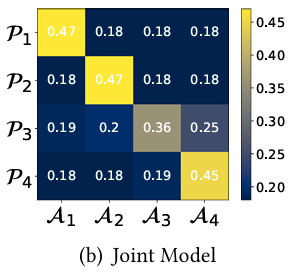 𝒫1 0.47 0.18 0.18 0.18
𝒫2 0.18 0.47 0.18 0.18
𝒫3 0.19 0.2 0.36 0.25
𝒫4 0.18 0.18 0.19 0.45
𝒜1 𝒜2 𝒜3 𝒜4
0.45
0.40
0.35
0.30
0.25
0.20
(b) Joint Model